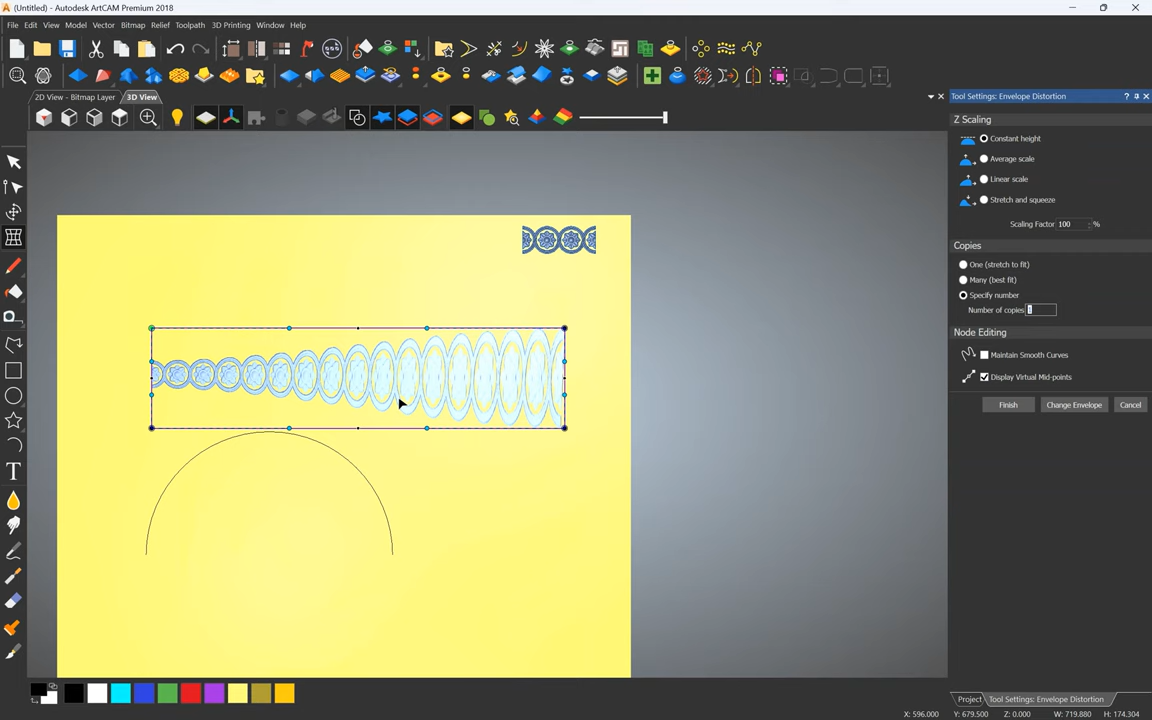 (Untitled) - Autodesk ArtCAM Premium 2018
File Edit View Model Vector Bitmap Relief Toolpath 3D Printing Window Help
2D View - Bitmap Layer 3D View
Tool Settings: Envelope Distortion
Z Scaling
Constant height
Average scale
Linear scale
Stretch and squeeze
Scaling Factor 100 %
Copies
One (stretch to fit)
Many (best fit)
Specify number
Number of copies
Node Editing
Maintain Smooth Curves
Display Virtual Mid-points
Finish Change Envelope Cancel
Project Tool Settings: Envelope Distortion
X: 596.000 Y: 679.500 Z: 0.000 W: 719.880 H: 174.304